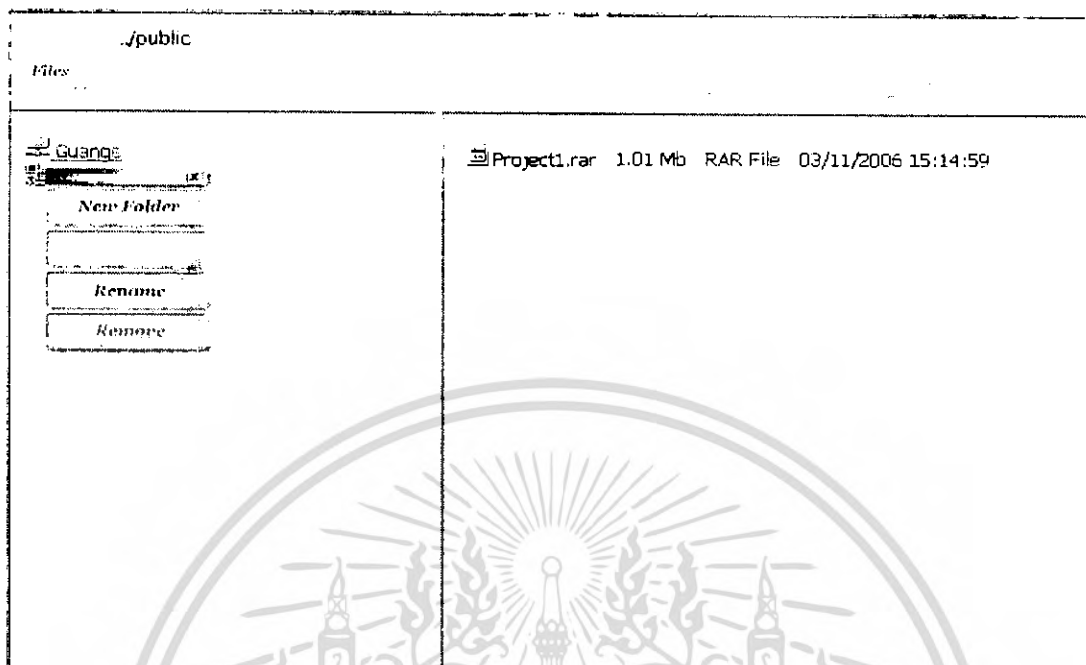 ../public
Files
Guangs
Project1.rar 1.01 Mb RAR File 03/11/2006 15:14:59
New Folder
Rename
Remove